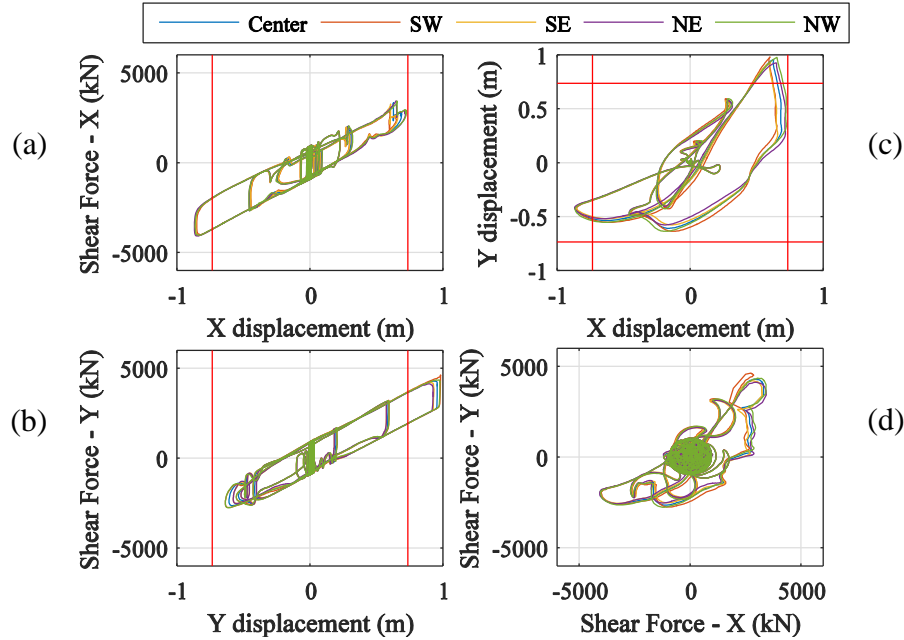 Center SW SE NE NW
(a)
Shear Force - X (kN)
5000
0
-5000
-1 0 1
X displacement (m)
(c)
Y displacement (m)
1
0.5
0
-0.5
-1
-1 0 1
X displacement (m)
(b)
Shear Force - Y (kN)
5000
0
-5000
-1 0 1
Y displacement (m)
(d)
Shear Force - Y (kN)
5000
0
-5000
-5000 0 5000
Shear Force - X (kN)